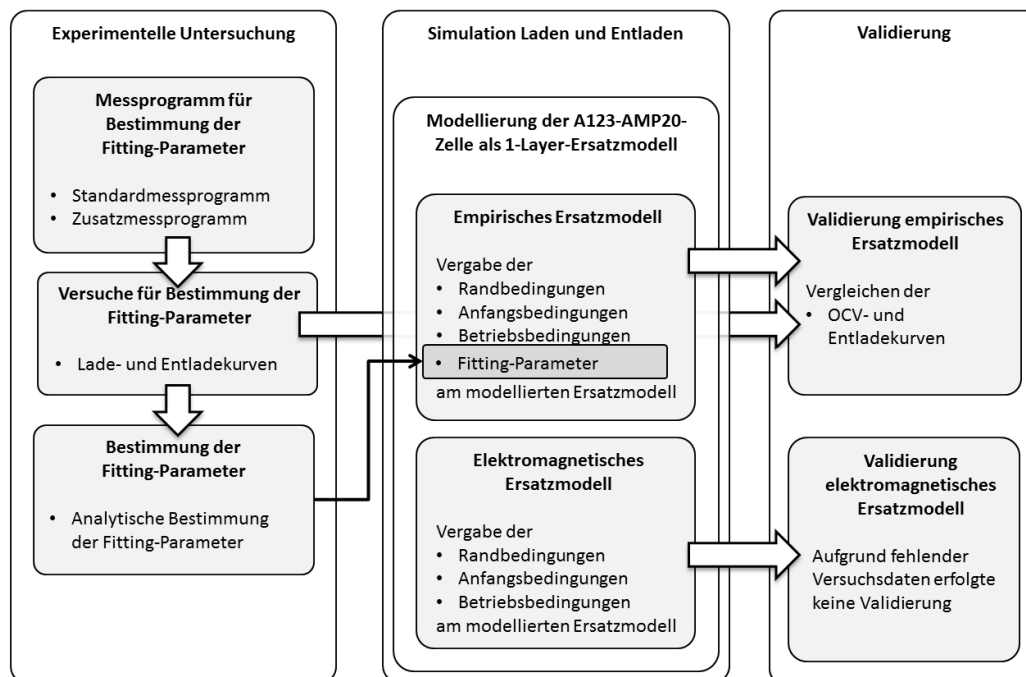 Experimentelle Untersuchung
Messprogramm für
Bestimmung der
Fitting-Parameter
• Standardmessprogramm
• Zusatzmessprogramm
Versuche für Bestimmung der
Fitting-Parameter
• Lade- und Entladekurven
Bestimmung der
Fitting-Parameter
• Analytische Bestimmung
der Fitting-Parameter
Simulation Laden und Entladen
Modellierung der A123-AMP20-
Zelle als 1-Layer-Ersatzmodell
Empirisches Ersatzmodell
Vergabe der
• Randbedingungen
• Anfangsbedingungen
• Betriebsbedingungen
• Fitting-Parameter
am modellierten Ersatzmodell
Elektromagnetisches
Ersatzmodell
Vergabe der
• Randbedingungen
• Anfangsbedingungen
• Betriebsbedingungen
am modellierten Ersatzmodell
Validierung
Validierung empirisches
Ersatzmodell
Vergleichen der
• OCV- und
Entladekurven
Validierung
elektromagnetisches
Ersatzmodell
Aufgrund fehlender
Versuchsdaten erfolgte
keine Validierung